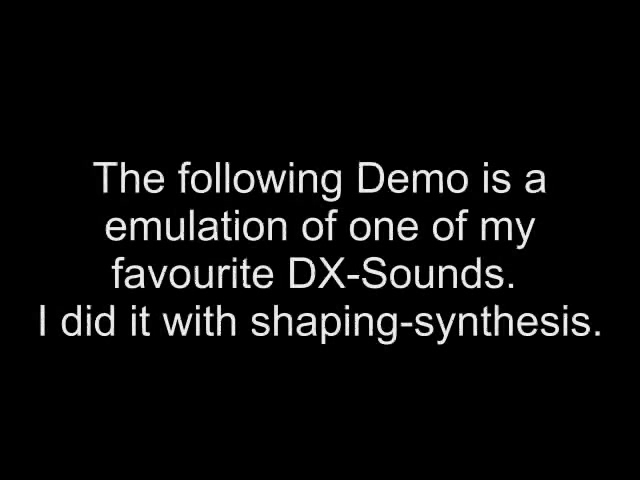 The following Demo is a
emulation of one of my
favourite DX-Sounds.
I did it with shaping-synthesis.